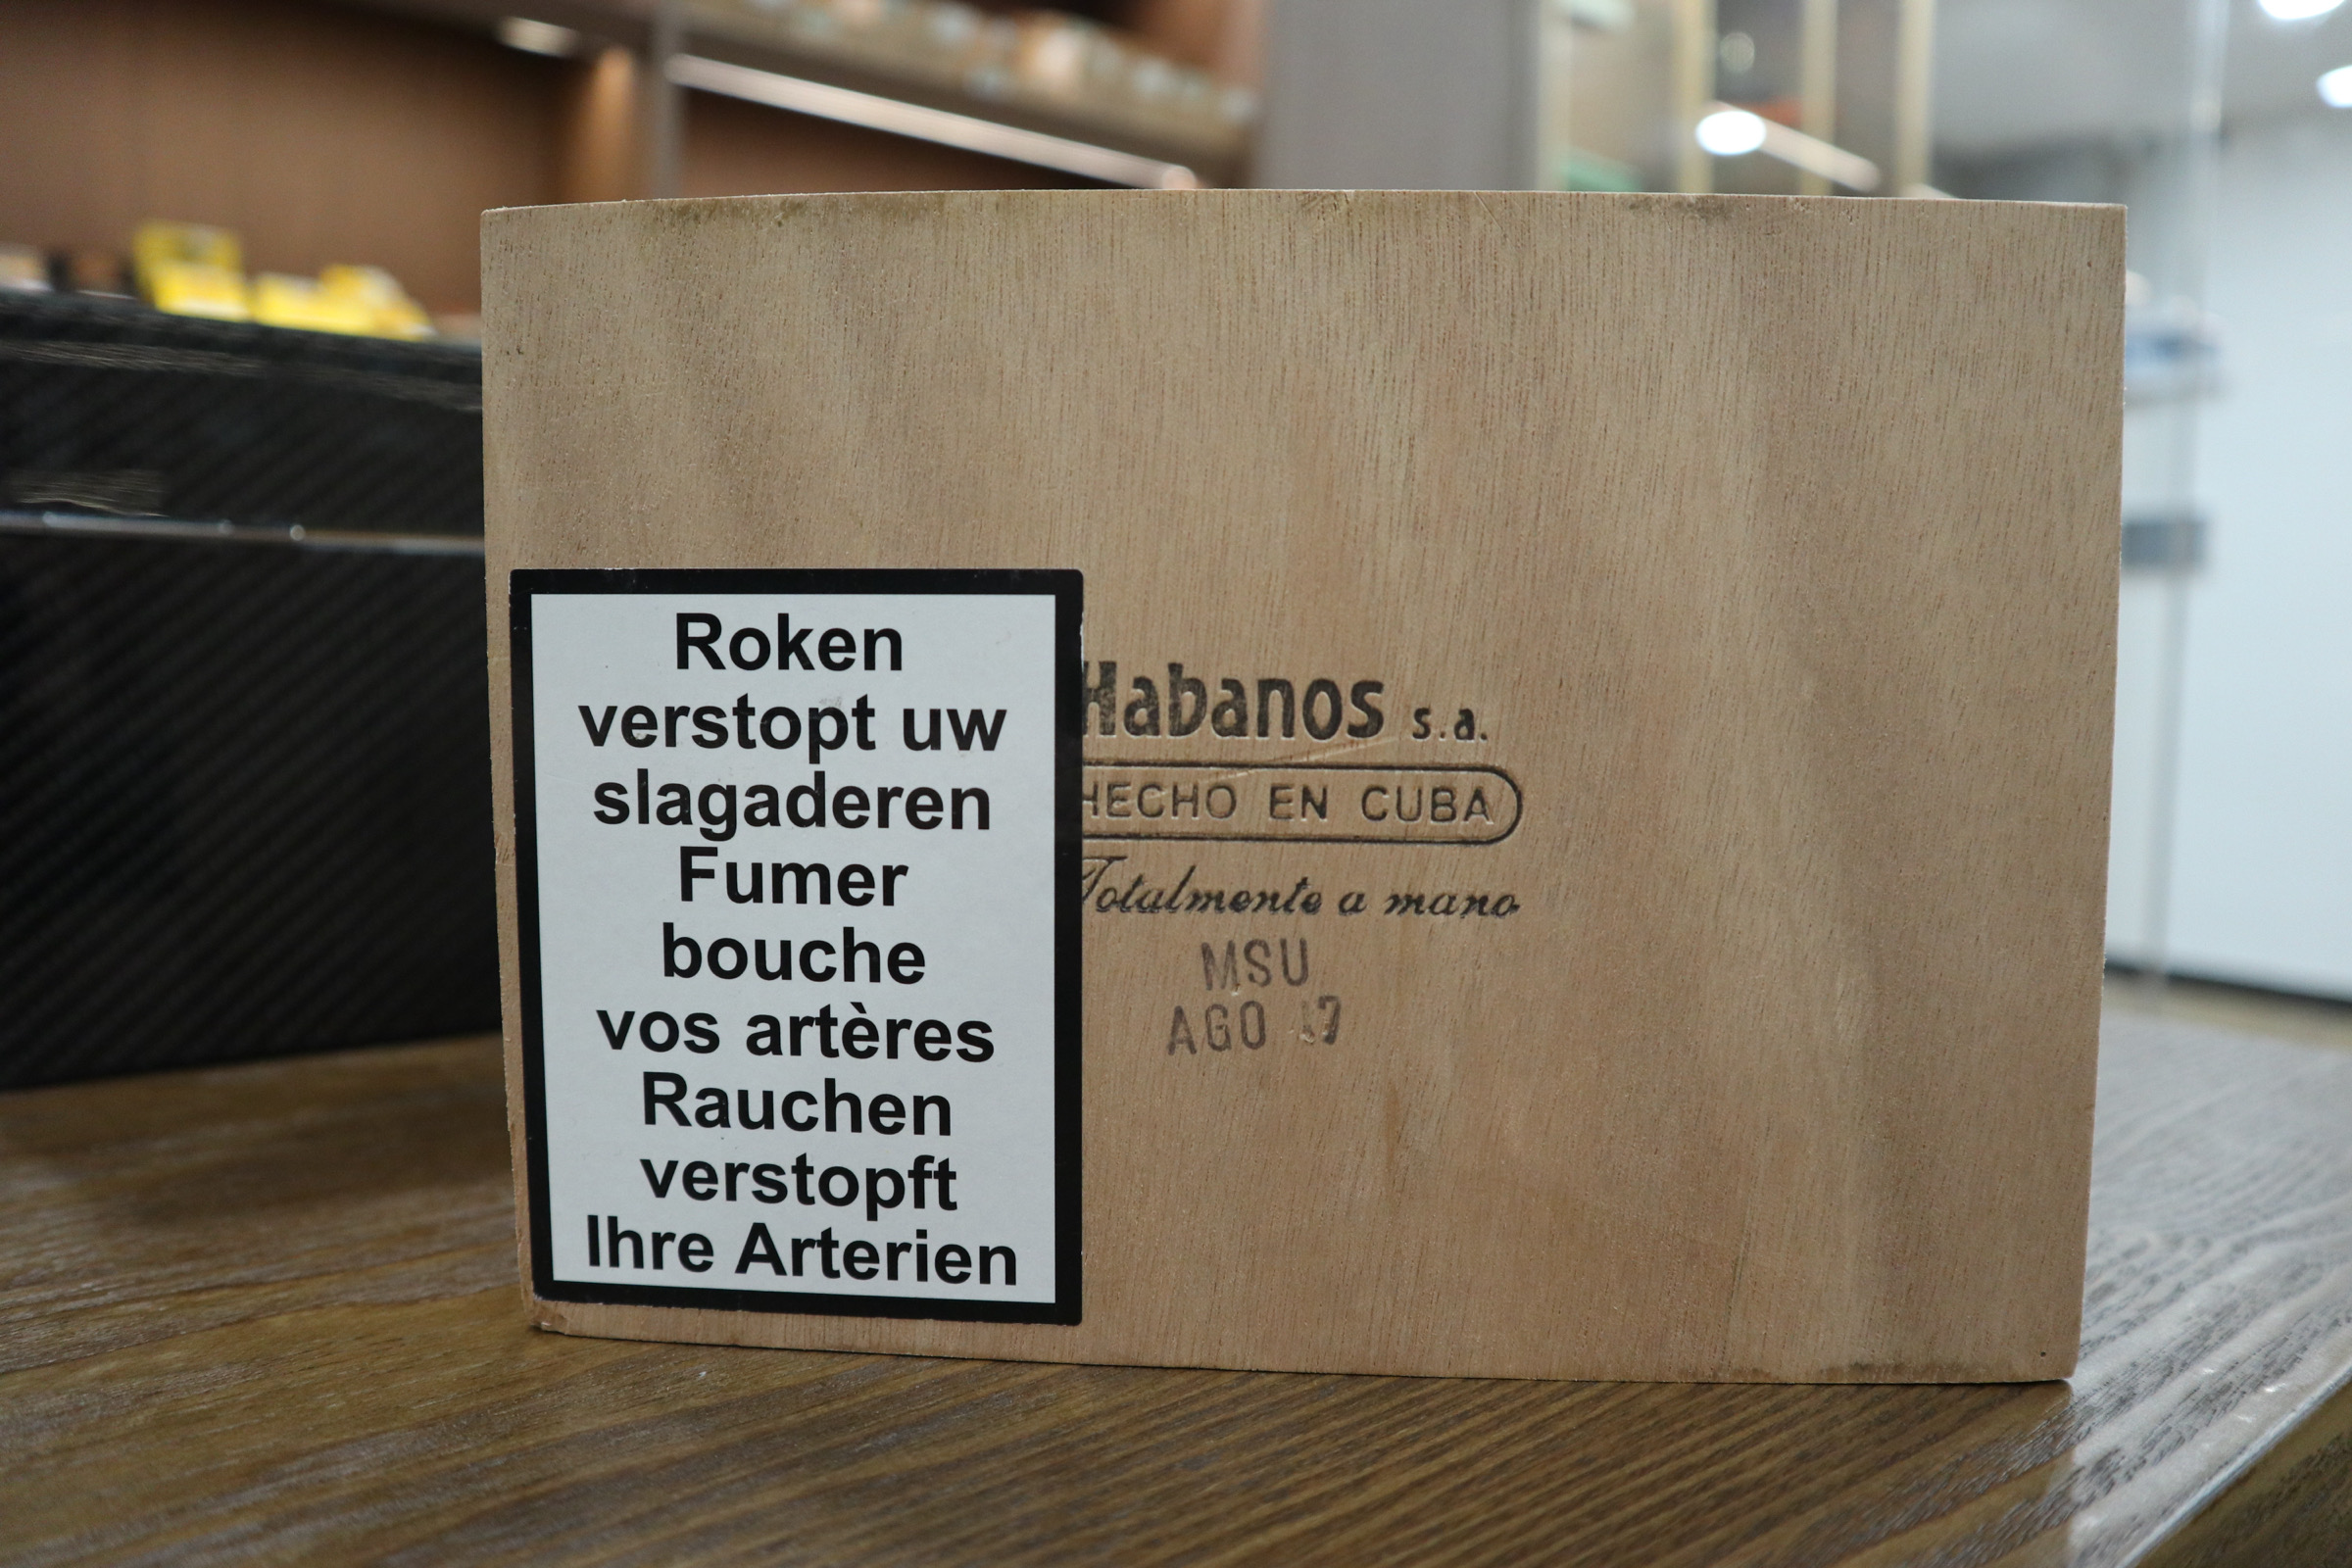 Roken
verstopt uw
slagaderen
Fumer
bouche
vos artères
Rauchen
verstopft
Ihre Arterien
Habanos s.a.
HECHO EN CUBA
Totalmente a mano
MSU
AGO 17